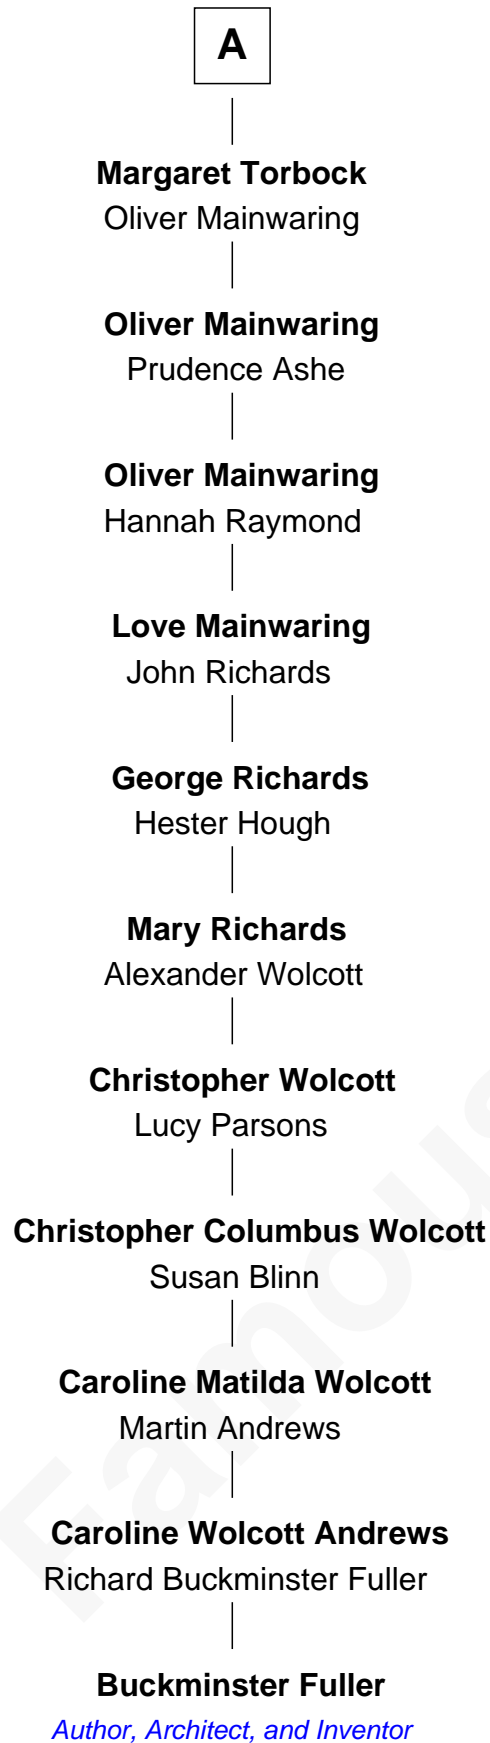 A
Margaret Torbock
Oliver Mainwaring
Oliver Mainwaring
Prudence Ashe
Oliver Mainwaring
Hannah Raymond
Love Mainwaring
John Richards
George Richards
Hester Hough
Mary Richards
Alexander Wolcott
Christopher Wolcott
Lucy Parsons
Christopher Columbus Wolcott
Susan Blinn
Caroline Matilda Wolcott
Martin Andrews
Caroline Wolcott Andrews
Richard Buckminster Fuller
Buckminster Fuller
Author, Architect, and Inventor
Famous